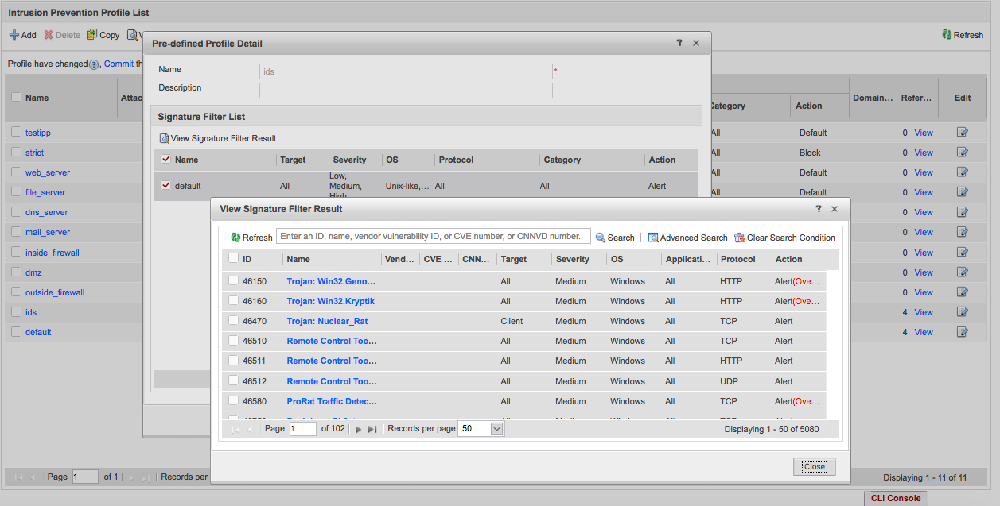 Intrusion Prevention Profile List
Add Delete Copy V Refresh
Profile have changed ?, Commit th
Name Attac Category Action Domain... Refer... Edit
testipp All Default 0 View
strict All Block 0 View
web_server All Default 0 View
file_server All Default 0 View
dns_server 0 View
mail_server 0 View
inside_firewall 0 View
dmz 0 View
outside_firewall 0 View
ids 4 View
default 4 View
Page 1 of 1 Records per Displaying 1 - 11 of 11
CLI Console
Pre-defined Profile Detail ?
Name ids *
Description
Signature Filter List
View Signature Filter Result
Name Target Severity OS Protocol Category Action
default All Low, Medium, High Unix-like,... All All Alert
View Signature Filter Result ?
Refresh Enter an ID, name, vendor vulnerability ID, or CVE number, or CNNVD number. Search Advanced Search Clear Search Condition
ID Name Vend... CVE ... CNN... Target Severity OS Applicati... Protocol Action
46150 Trojan: Win32.Geno... All Medium Windows All HTTP Alert(Ove...
46160 Trojan: Win32.Kryptik All Medium Windows All HTTP Alert(Ove...
46470 Trojan: Nuclear_Rat Client Medium Windows All TCP Alert
46510 Remote Control Too... All Medium Windows All TCP Alert
46511 Remote Control Too... All Medium Windows All HTTP Alert
46512 Remote Control Too... All Medium Windows All UDP Alert
46580 ProRat Traffic Detec... All Medium Windows All TCP Alert(Ove...
Page 1 of 102 Records per page 50 Displaying 1 - 50 of 5080
Close